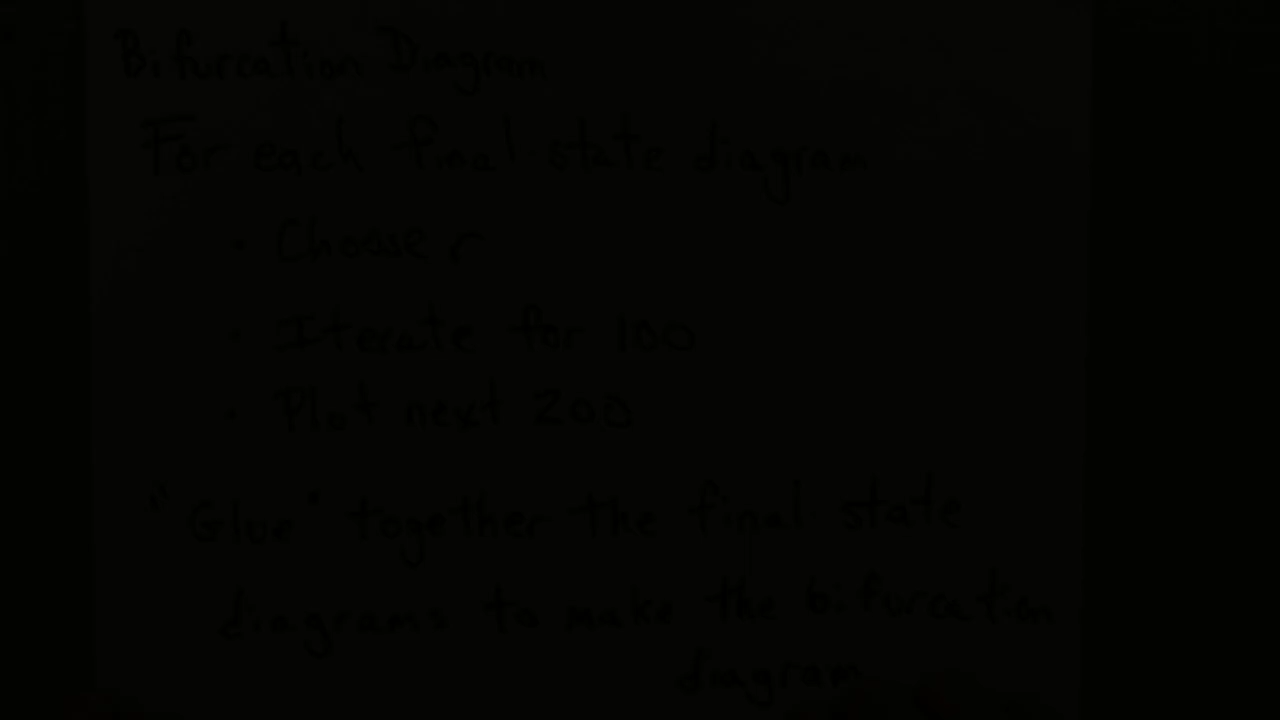 Bifurcation Diagram
For each final-state diagram
• Choose r
• Iterate for 100
• Plot next 200
"Glue" together the final state
diagrams to make the bifurcation
diagram